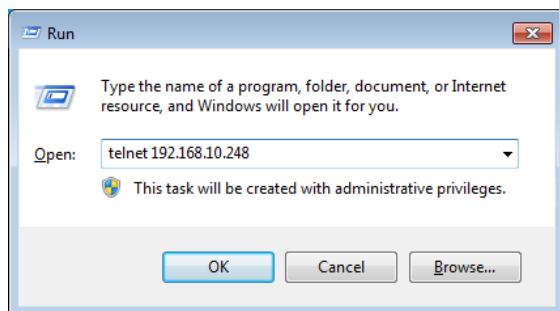 Run
Type the name of a program, folder, document, or Internet
resource, and Windows will open it for you.
Open: telnet 192.168.10.248
This task will be created with administrative privileges.
OK Cancel Browse...